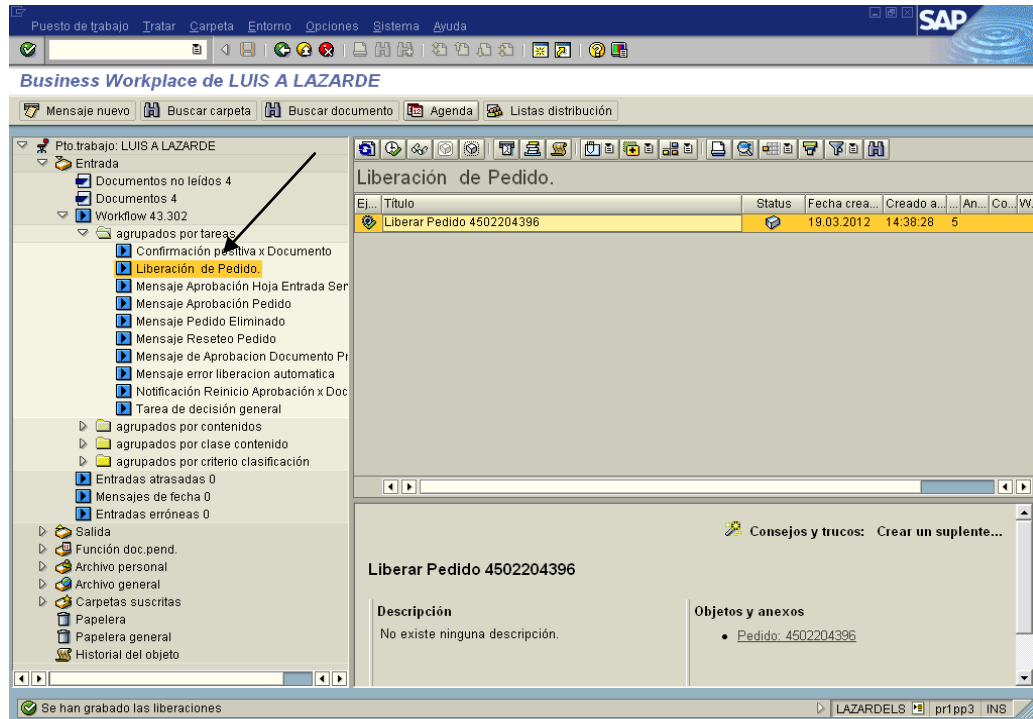 Puesto de trabajo Tratar Carpeta Entorno Opciones Sistema Ayuda
SAP
Business Workplace de LUIS A LAZARDE
Mensaje nuevo Buscar carpeta Buscar documento Agenda Listas distribución
Pto.trabajo: LUIS A LAZARDE
Entrada
Documentos no leídos 4
Documentos 4
Workflow 43.302
agrupados por tareas
Confirmación positiva x Documento
Liberación de Pedido.
Mensaje Aprobación Hoja Entrada Ser
Mensaje Aprobación Pedido
Mensaje Pedido Eliminado
Mensaje Reseteo Pedido
Mensaje de Aprobacion Documento Pr
Mensaje error liberacion automatica
Notificación Reinicio Aprobación x Doc
Tarea de decisión general
agrupados por contenidos
agrupados por clase contenido
agrupados por criterio clasificación
Entradas atrasadas 0
Mensajes de fecha 0
Entradas erróneas 0
Salida
Función doc.pend.
Archivo personal
Archivo general
Carpetas suscritas
Papelera
Papelera general
Historial del objeto
Liberación de Pedido.
Ej... Título Status Fecha crea... Creado a... ... An... Co... W.
Liberar Pedido 4502204396 19.03.2012 14:38:28 5
Consejos y trucos: Crear un suplente...
Liberar Pedido 4502204396
Descripción
No existe ninguna descripción.
Objetos y anexos
Pedido: 4502204396
Se han grabado las liberaciones
LAZARDELS pr1pp3 INS